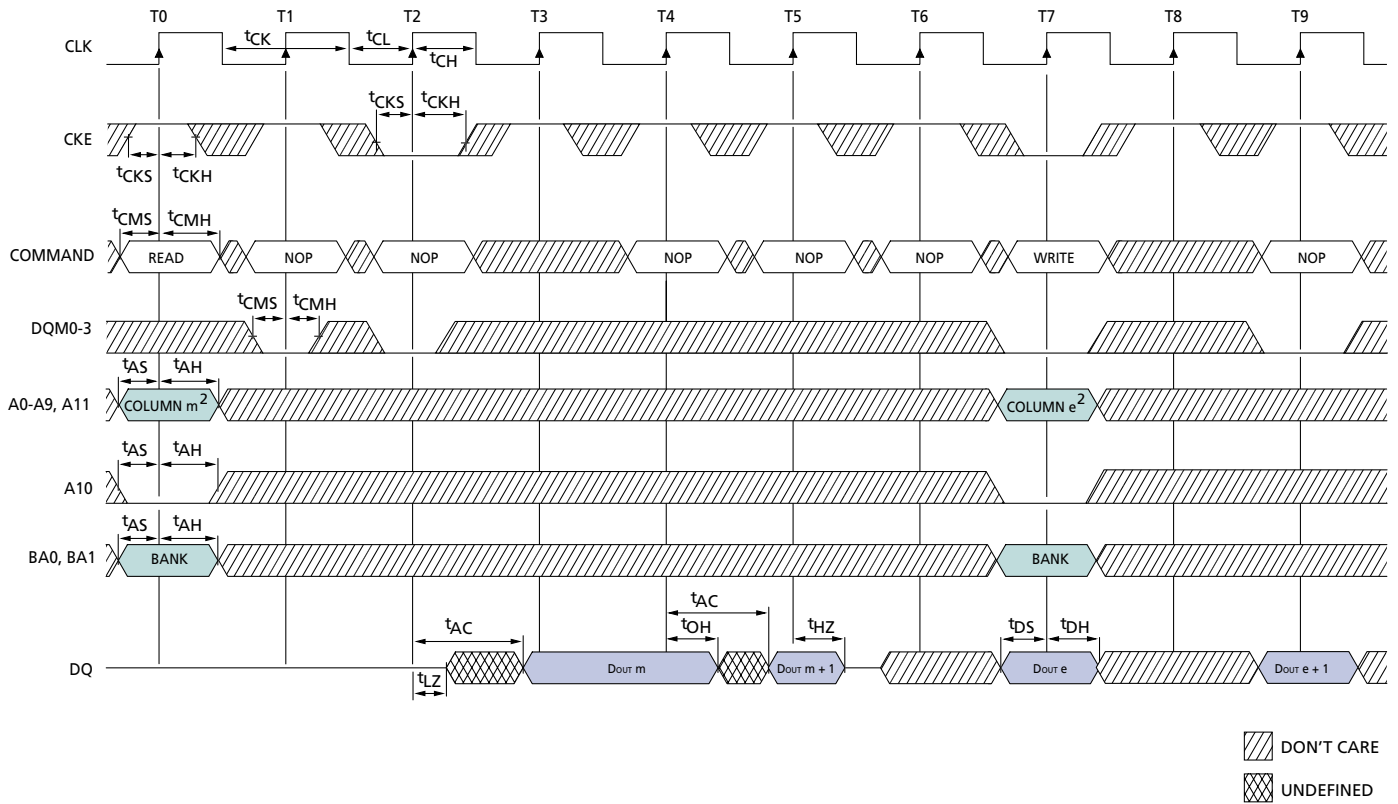 T0 T1 T2 T3 T4 T5 T6 T7 T8 T9
CLK
tCK tCL
tCH
tCKS tCKH
CKE
tCKS tCKH
tCMS tCMH
COMMAND READ NOP NOP NOP NOP NOP WRITE NOP
tCMS tCMH
DQM0-3
tAS tAH
A0-A9, A11 COLUMN m2 COLUMN e2
tAS tAH
A10
tAS tAH
BA0, BA1 BANK BANK
tAC
tAC tOH tHZ tDS tDH
DQ DOUT m DOUT m + 1 DOUT e DOUT e + 1
tLZ
DON'T CARE
UNDEFINED